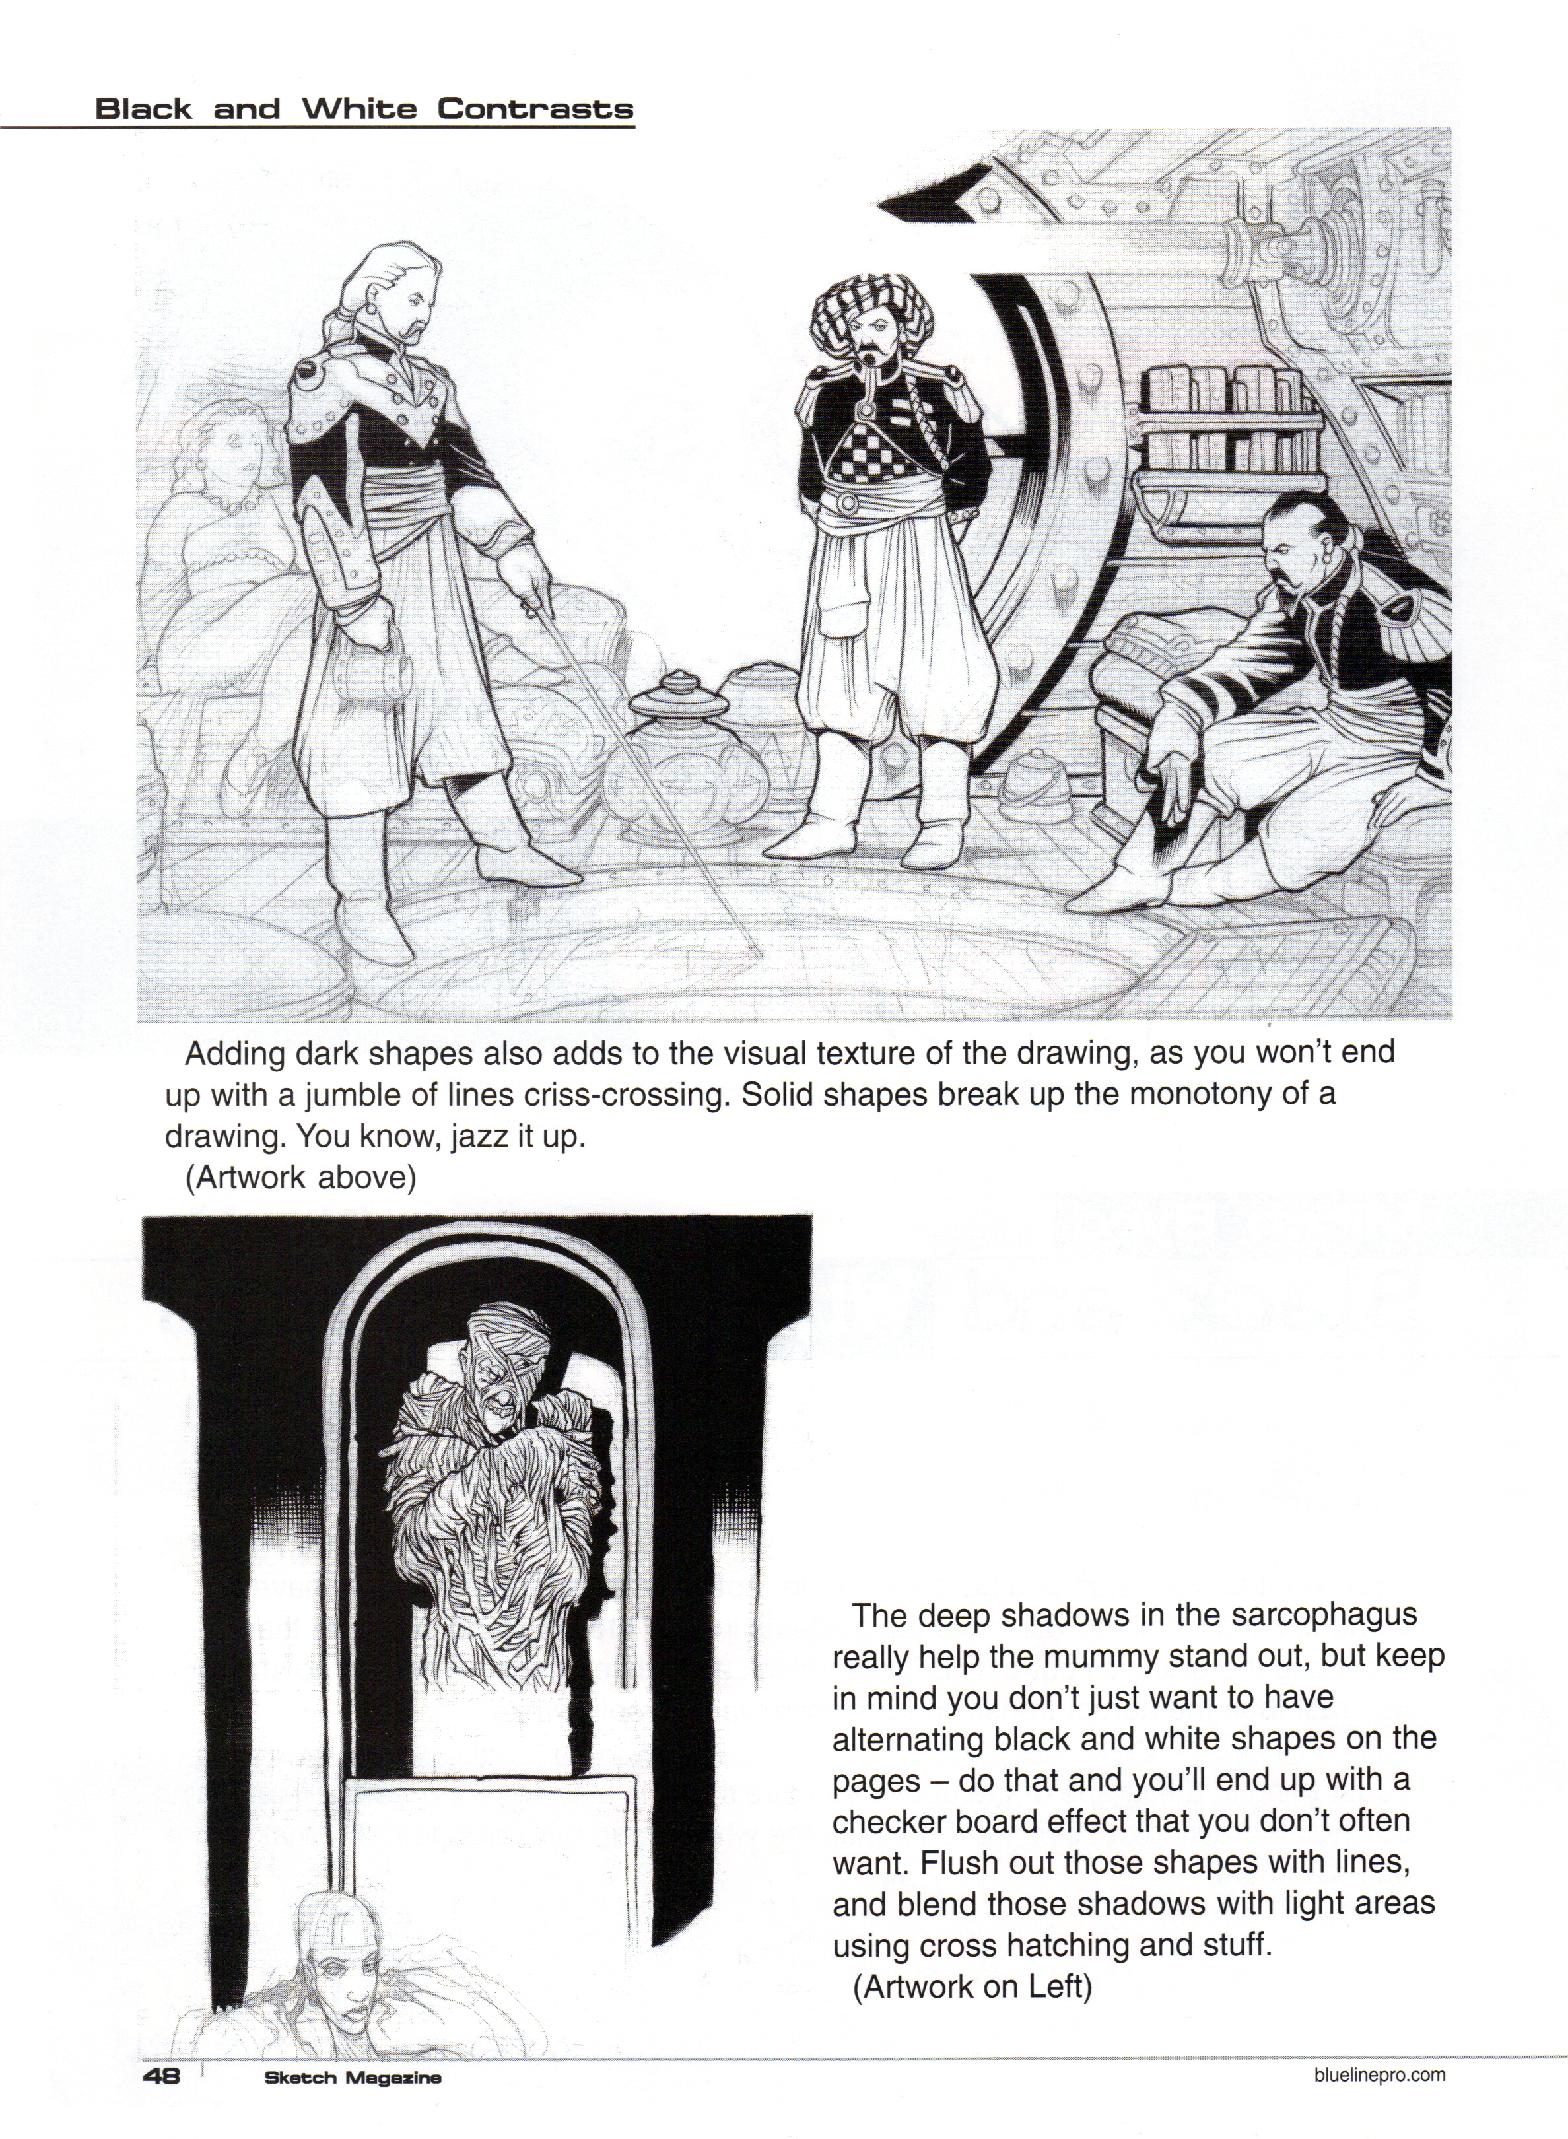 Black and White Contrasts
Adding dark shapes also adds to the visual texture of the drawing, as you won't end
up with a jumble of lines criss-crossing. Solid shapes break up the monotony of a
drawing. You know, jazz it up.
(Artwork above)
The deep shadows in the sarcophagus
really help the mummy stand out, but keep
in mind you don't just want to have
alternating black and white shapes on the
pages – do that and you'll end up with a
checker board effect that you don't often
want. Flush out those shapes with lines,
and blend those shadows with light areas
using cross hatching and stuff.
(Artwork on Left)
48
Sketch Magazine
bluelinepro.com